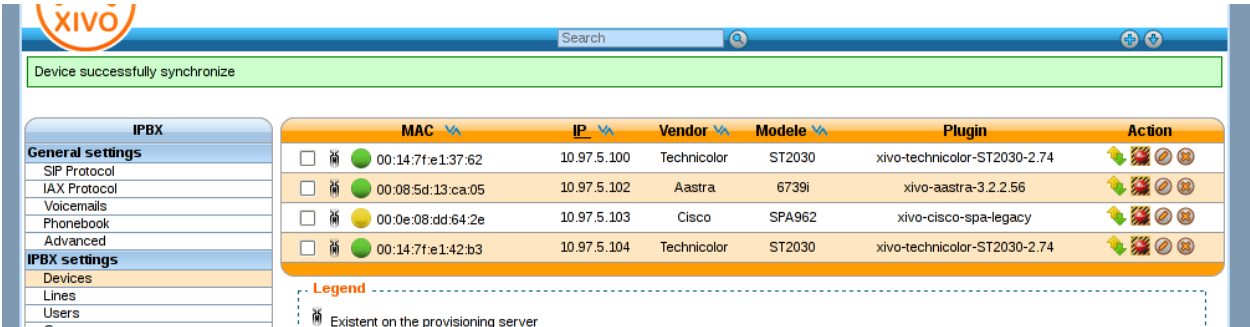 XIVO
Search
Device successfully synchronize
IPBX
General settings
SIP Protocol
IAX Protocol
Voicemails
Phonebook
Advanced
IPBX settings
Devices
Lines
Users
MAC IP Vendor Modele Plugin Action
00:14:7f:e1:37:62 10.97.5.100 Technicolor ST2030 xivo-technicolor-ST2030-2.74
00:08:5d:13:ca:05 10.97.5.102 Aastra 6739i xivo-aastra-3.2.2.56
00:0e:08:dd:64:2e 10.97.5.103 Cisco SPA962 xivo-cisco-spa-legacy
00:14:7f:e1:42:b3 10.97.5.104 Technicolor ST2030 xivo-technicolor-ST2030-2.74
Legend
Existent on the provisioning server